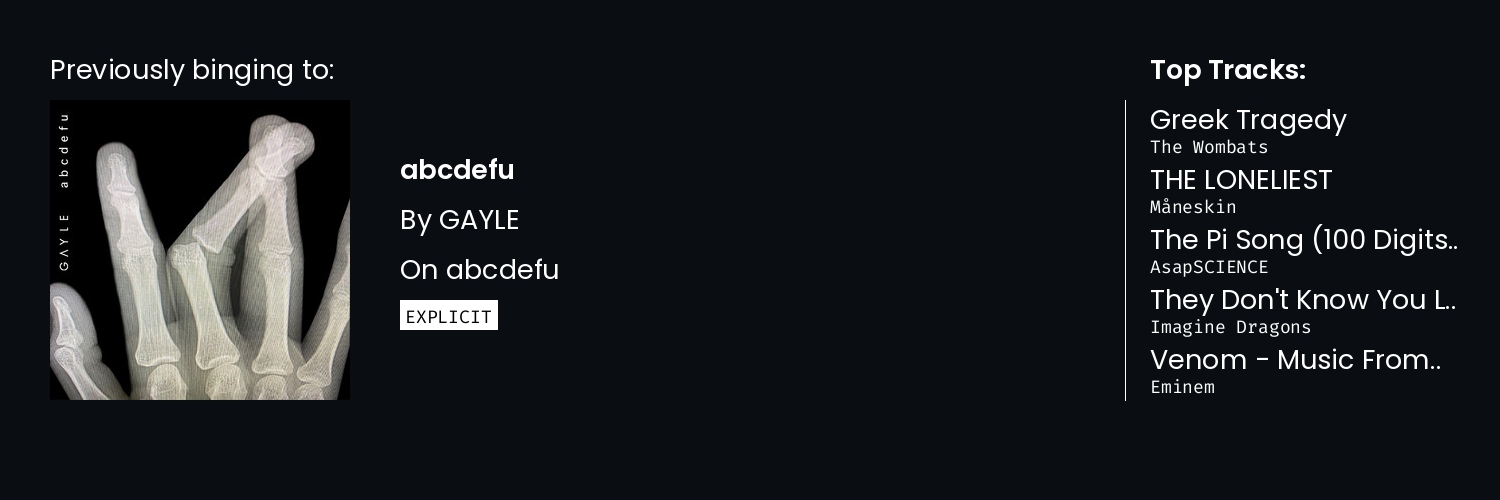 Previously binging to:
abcdefu
GAYLE
abcdefu
By GAYLE
On abcdefu
EXPLICIT
Top Tracks:
Greek Tragedy
The Wombats
THE LONELIEST
Måneskin
The Pi Song (100 Digits..
AsapSCIENCE
They Don't Know You L..
Imagine Dragons
Venom - Music From..
Eminem